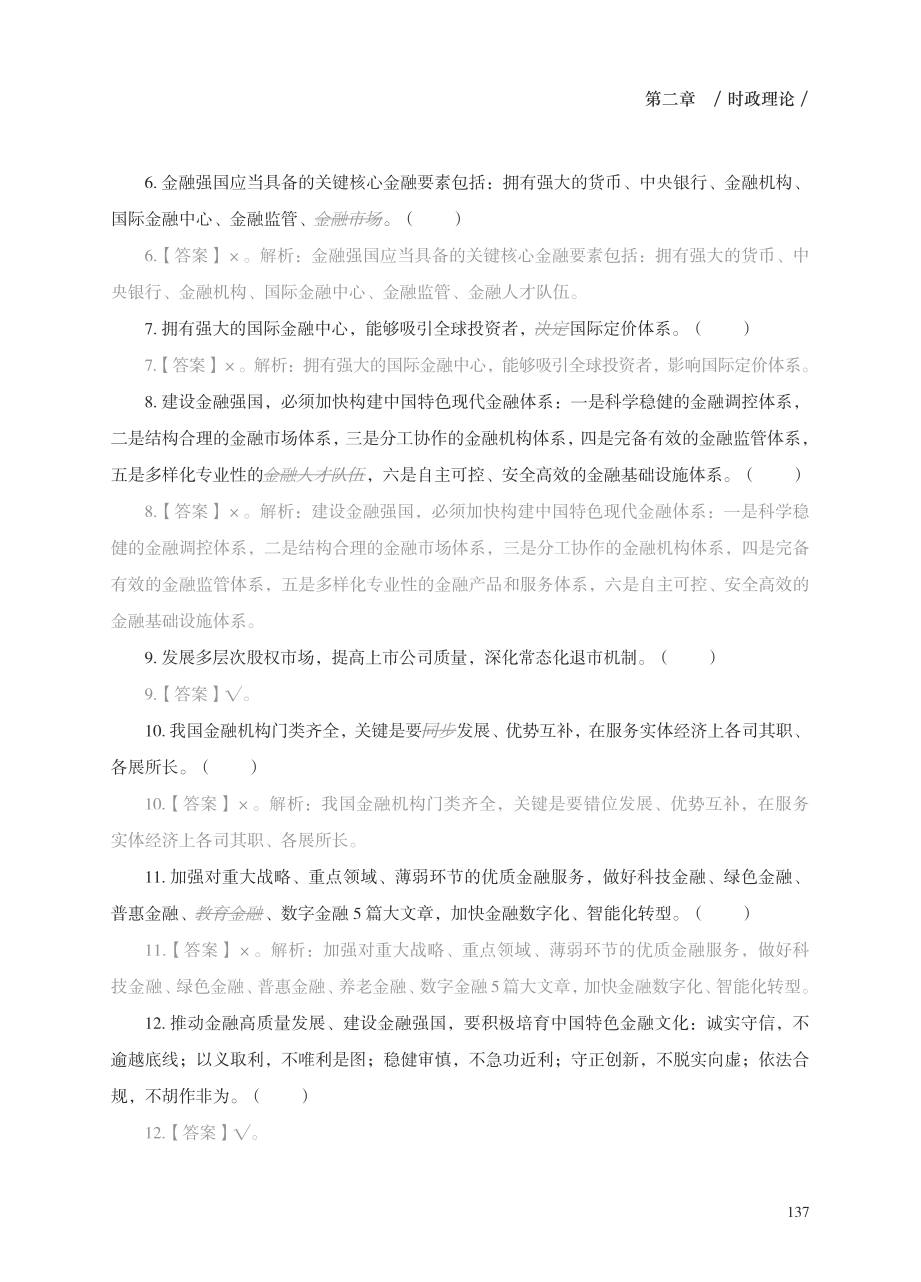 第二章 / 时政理论 /
6. 金融强国应当具备的关键核心金融要素包括：拥有强大的货币、中央银行、金融机构、
国际金融中心、金融监管、金融市场。（　　）
6.【答案】×。解析：金融强国应当具备的关键核心金融要素包括：拥有强大的货币、中
央银行、金融机构、国际金融中心、金融监管、金融人才队伍。
7. 拥有强大的国际金融中心，能够吸引全球投资者，决定国际定价体系。（　　）
7.【答案】×。解析：拥有强大的国际金融中心，能够吸引全球投资者，影响国际定价体系。
8. 建设金融强国，必须加快构建中国特色现代金融体系：一是科学稳健的金融调控体系，
二是结构合理的金融市场体系，三是分工协作的金融机构体系，四是完备有效的金融监管体系，
五是多样化专业性的金融人才队伍，六是自主可控、安全高效的金融基础设施体系。（　　）
8.【答案】×。解析：建设金融强国，必须加快构建中国特色现代金融体系：一是科学稳
健的金融调控体系，二是结构合理的金融市场体系，三是分工协作的金融机构体系，四是完备
有效的金融监管体系，五是多样化专业性的金融产品和服务体系，六是自主可控、安全高效的
金融基础设施体系。
9. 发展多层次股权市场，提高上市公司质量，深化常态化退市机制。（　　）
9.【答案】√。
10. 我国金融机构门类齐全，关键是要同步发展、优势互补，在服务实体经济上各司其职、
各展所长。（　　）
10.【答案】×。解析：我国金融机构门类齐全，关键是要错位发展、优势互补，在服务
实体经济上各司其职、各展所长。
11. 加强对重大战略、重点领域、薄弱环节的优质金融服务，做好科技金融、绿色金融、
普惠金融、教育金融、数字金融 5 篇大文章，加快金融数字化、智能化转型。（　　）
11.【答案】×。解析：加强对重大战略、重点领域、薄弱环节的优质金融服务，做好科
技金融、绿色金融、普惠金融、养老金融、数字金融 5 篇大文章，加快金融数字化、智能化转型。
12. 推动金融高质量发展、建设金融强国，要积极培育中国特色金融文化：诚实守信，不
逾越底线；以义取利，不唯利是图；稳健审慎，不急功近利；守正创新，不脱实向虚；依法合
规，不胡作非为。（　　）
12.【答案】√。
137